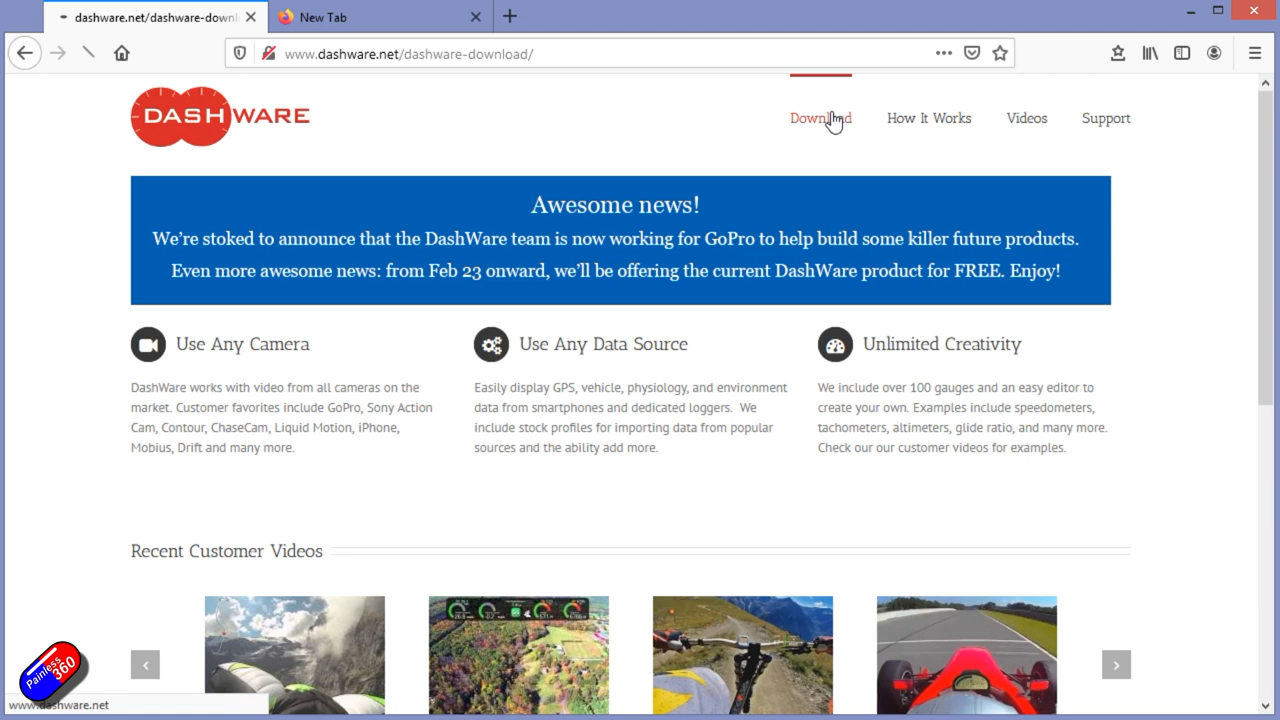 dashware.net/dashware-downl
New Tab
www.dashware.net/dashware-download/
DASHWARE
Download
How It Works
Videos
Support
Awesome news!
We're stoked to announce that the DashWare team is now working for GoPro to help build some killer future products.
Even more awesome news: from Feb 23 onward, we'll be offering the current DashWare product for FREE. Enjoy!
Use Any Camera
DashWare works with video from all cameras on the
market. Customer favorites include GoPro, Sony Action
Cam, Contour, ChaseCam, Liquid Motion, iPhone,
Mobius, Drift and many more.
Use Any Data Source
Easily display GPS, vehicle, physiology, and environment
data from smartphones and dedicated loggers. We
include stock profiles for importing data from popular
sources and the ability add more.
Unlimited Creativity
We include over 100 gauges and an easy editor to
create your own. Examples include speedometers,
tachometers, altimeters, glide ratio, and many more.
Check our our customer videos for examples.
Recent Customer Videos
Painless
360
www.dashware.net